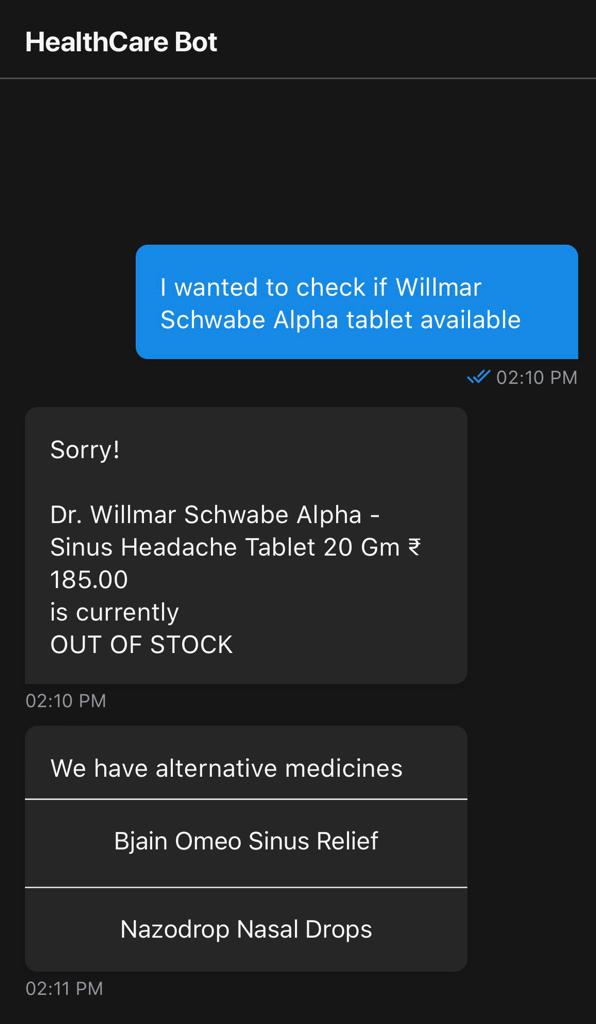 HealthCare Bot
I wanted to check if Willmar
Schwabe Alpha tablet available
02:10 PM
Sorry!
Dr. Willmar Schwabe Alpha -
Sinus Headache Tablet 20 Gm ₹
185.00
is currently
OUT OF STOCK
02:10 PM
We have alternative medicines
Bjain Omeo Sinus Relief
Nazodrop Nasal Drops
02:11 PM